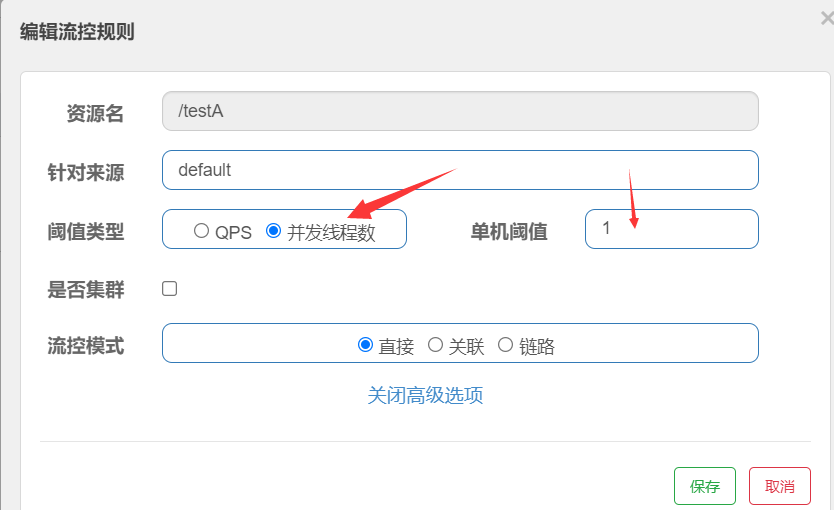 编辑流控规则
×
资源名 /testA
针对来源 default
阈值类型 QPS 并发线程数 单机阈值 1
是否集群
流控模式 直接 关联 链路
关闭高级选项
保存 取消